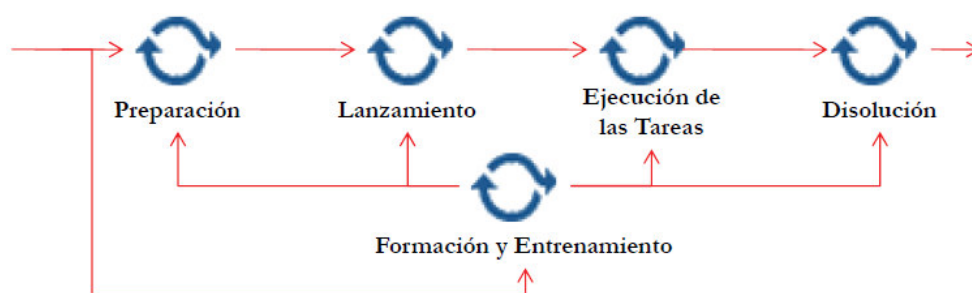 Preparación
Lanzamiento
Ejecución de
las Tareas
Disolución
Formación y Entrenamiento